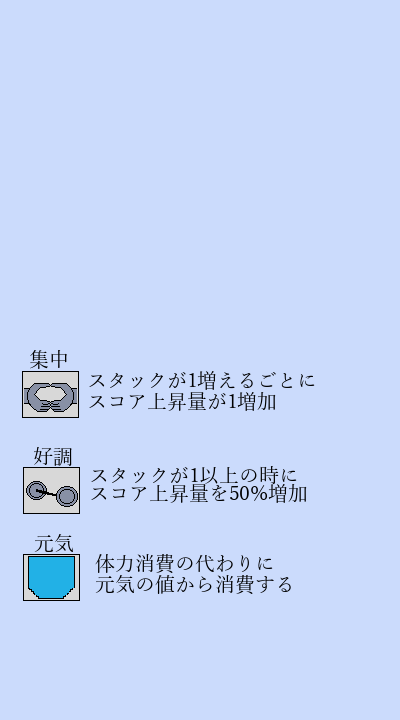 集中
スタックが1増えるごとに
スコア上昇量が1増加
好調
スタックが1以上の時に
スコア上昇量を50%増加
元気
体力消費の代わりに
元気の値から消費する